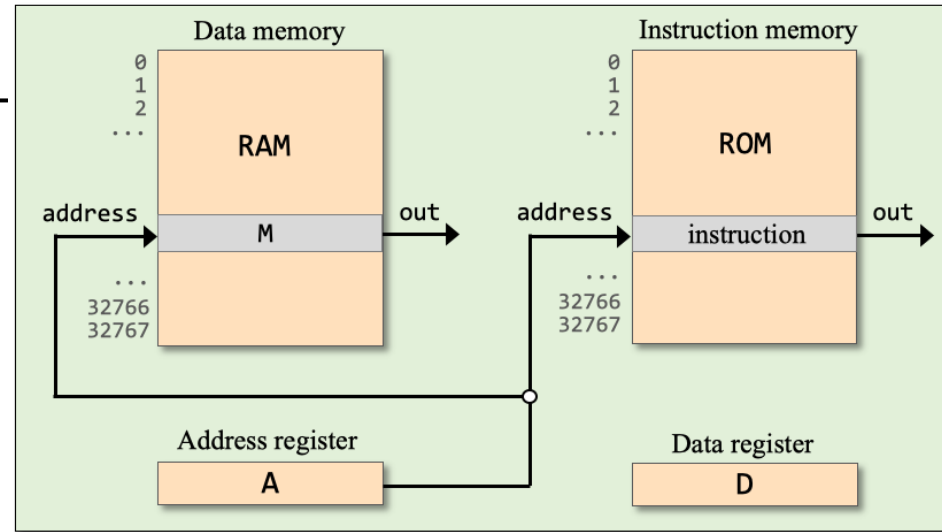 Data memory
0
1
2
...
RAM
address
M
out
...
32766
32767
Instruction memory
0
1
2
...
ROM
address
instruction
out
...
32766
32767
Address register
A
Data register
D